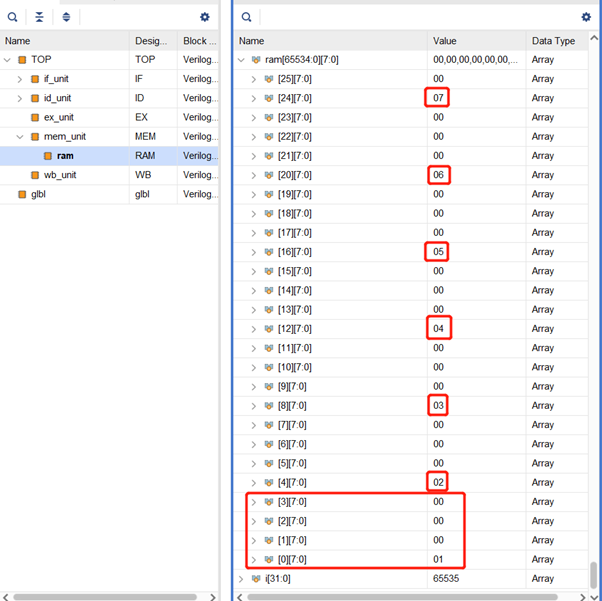 Name Desig... Block ...
TOP TOP Verilog...
if_unit IF Verilog...
id_unit ID Verilog...
ex_unit EX Verilog...
mem_unit MEM Verilog...
ram RAM Verilog...
wb_unit WB Verilog...
glbl glbl Verilog...
Name Value Data Type
ram[65534:0][7:0] 00,00,00,00,00,00,... Array
[25][7:0] 00 Array
[24][7:0] 07 Array
[23][7:0] 00 Array
[22][7:0] 00 Array
[21][7:0] 00 Array
[20][7:0] 06 Array
[19][7:0] 00 Array
[18][7:0] 00 Array
[17][7:0] 00 Array
[16][7:0] 05 Array
[15][7:0] 00 Array
[14][7:0] 00 Array
[13][7:0] 00 Array
[12][7:0] 04 Array
[11][7:0] 00 Array
[10][7:0] 00 Array
[9][7:0] 00 Array
[8][7:0] 03 Array
[7][7:0] 00 Array
[6][7:0] 00 Array
[5][7:0] 00 Array
[4][7:0] 02 Array
[3][7:0] 00 Array
[2][7:0] 00 Array
[1][7:0] 00 Array
[0][7:0] 01 Array
i[31:0] 65535 Array